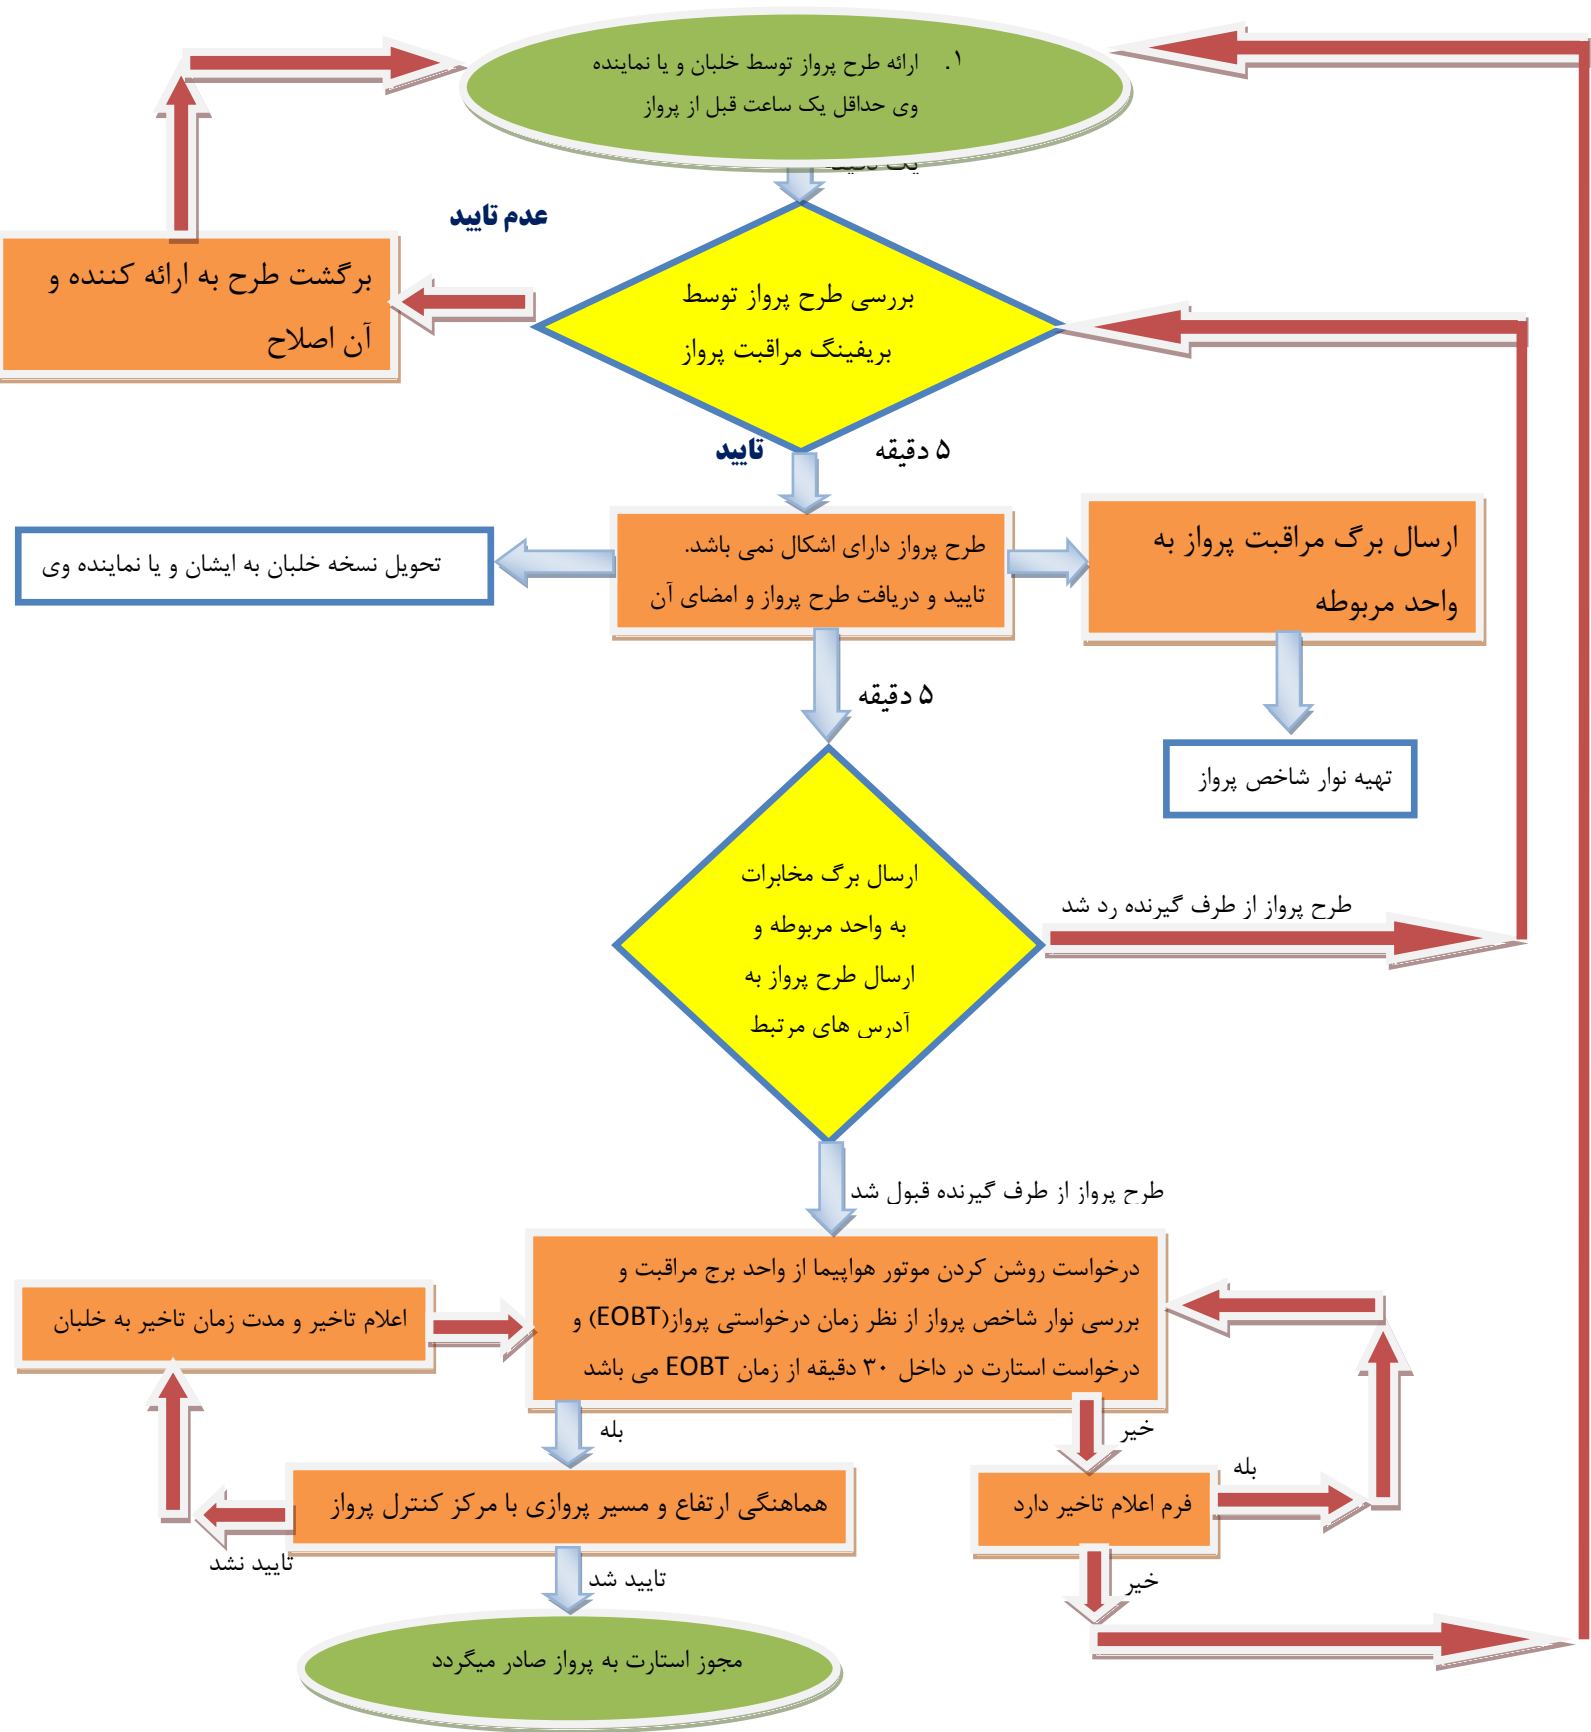 ۱. ارائه طرح پرواز توسط خلبان و یا نماینده
وی حداقل یک ساعت قبل از پرواز
عدم تایید
برگشت طرح به ارائه کننده و
آن اصلاح
بررسی طرح پرواز توسط
بریفینگ مراقبت پرواز
تایید
۵ دقیقه
ارسال برگ مراقبت پرواز به
واحد مربوطه
طرح پرواز دارای اشکال نمی باشد.
تایید و دریافت طرح پرواز و امضای آن
تحویل نسخه خلبان به ایشان و یا نماینده وی
۵ دقیقه
تهیه نوار شاخص پرواز
ارسال برگ مخابرات
به واحد مربوطه و
ارسال طرح پرواز به
آدرس های مرتبط
طرح پرواز از طرف گیرنده رد شد
طرح پرواز از طرف گیرنده قبول شد
درخواست روشن کردن موتور هواپیما از واحد برج مراقبت و
بررسی نوار شاخص پرواز از نظر زمان درخواستی پرواز(EOBT) و
درخواست استارت در داخل ۳۰ دقیقه از زمان EOBT می باشد
اعلام تاخیر و مدت زمان تاخیر به خلبان
خیر
بله
بله
فرم اعلام تاخیر دارد
هماهنگی ارتفاع و مسیر پروازی با مرکز کنترل پرواز
تایید نشد
تایید شد
خیر
مجوز استارت به پرواز صادر میگردد